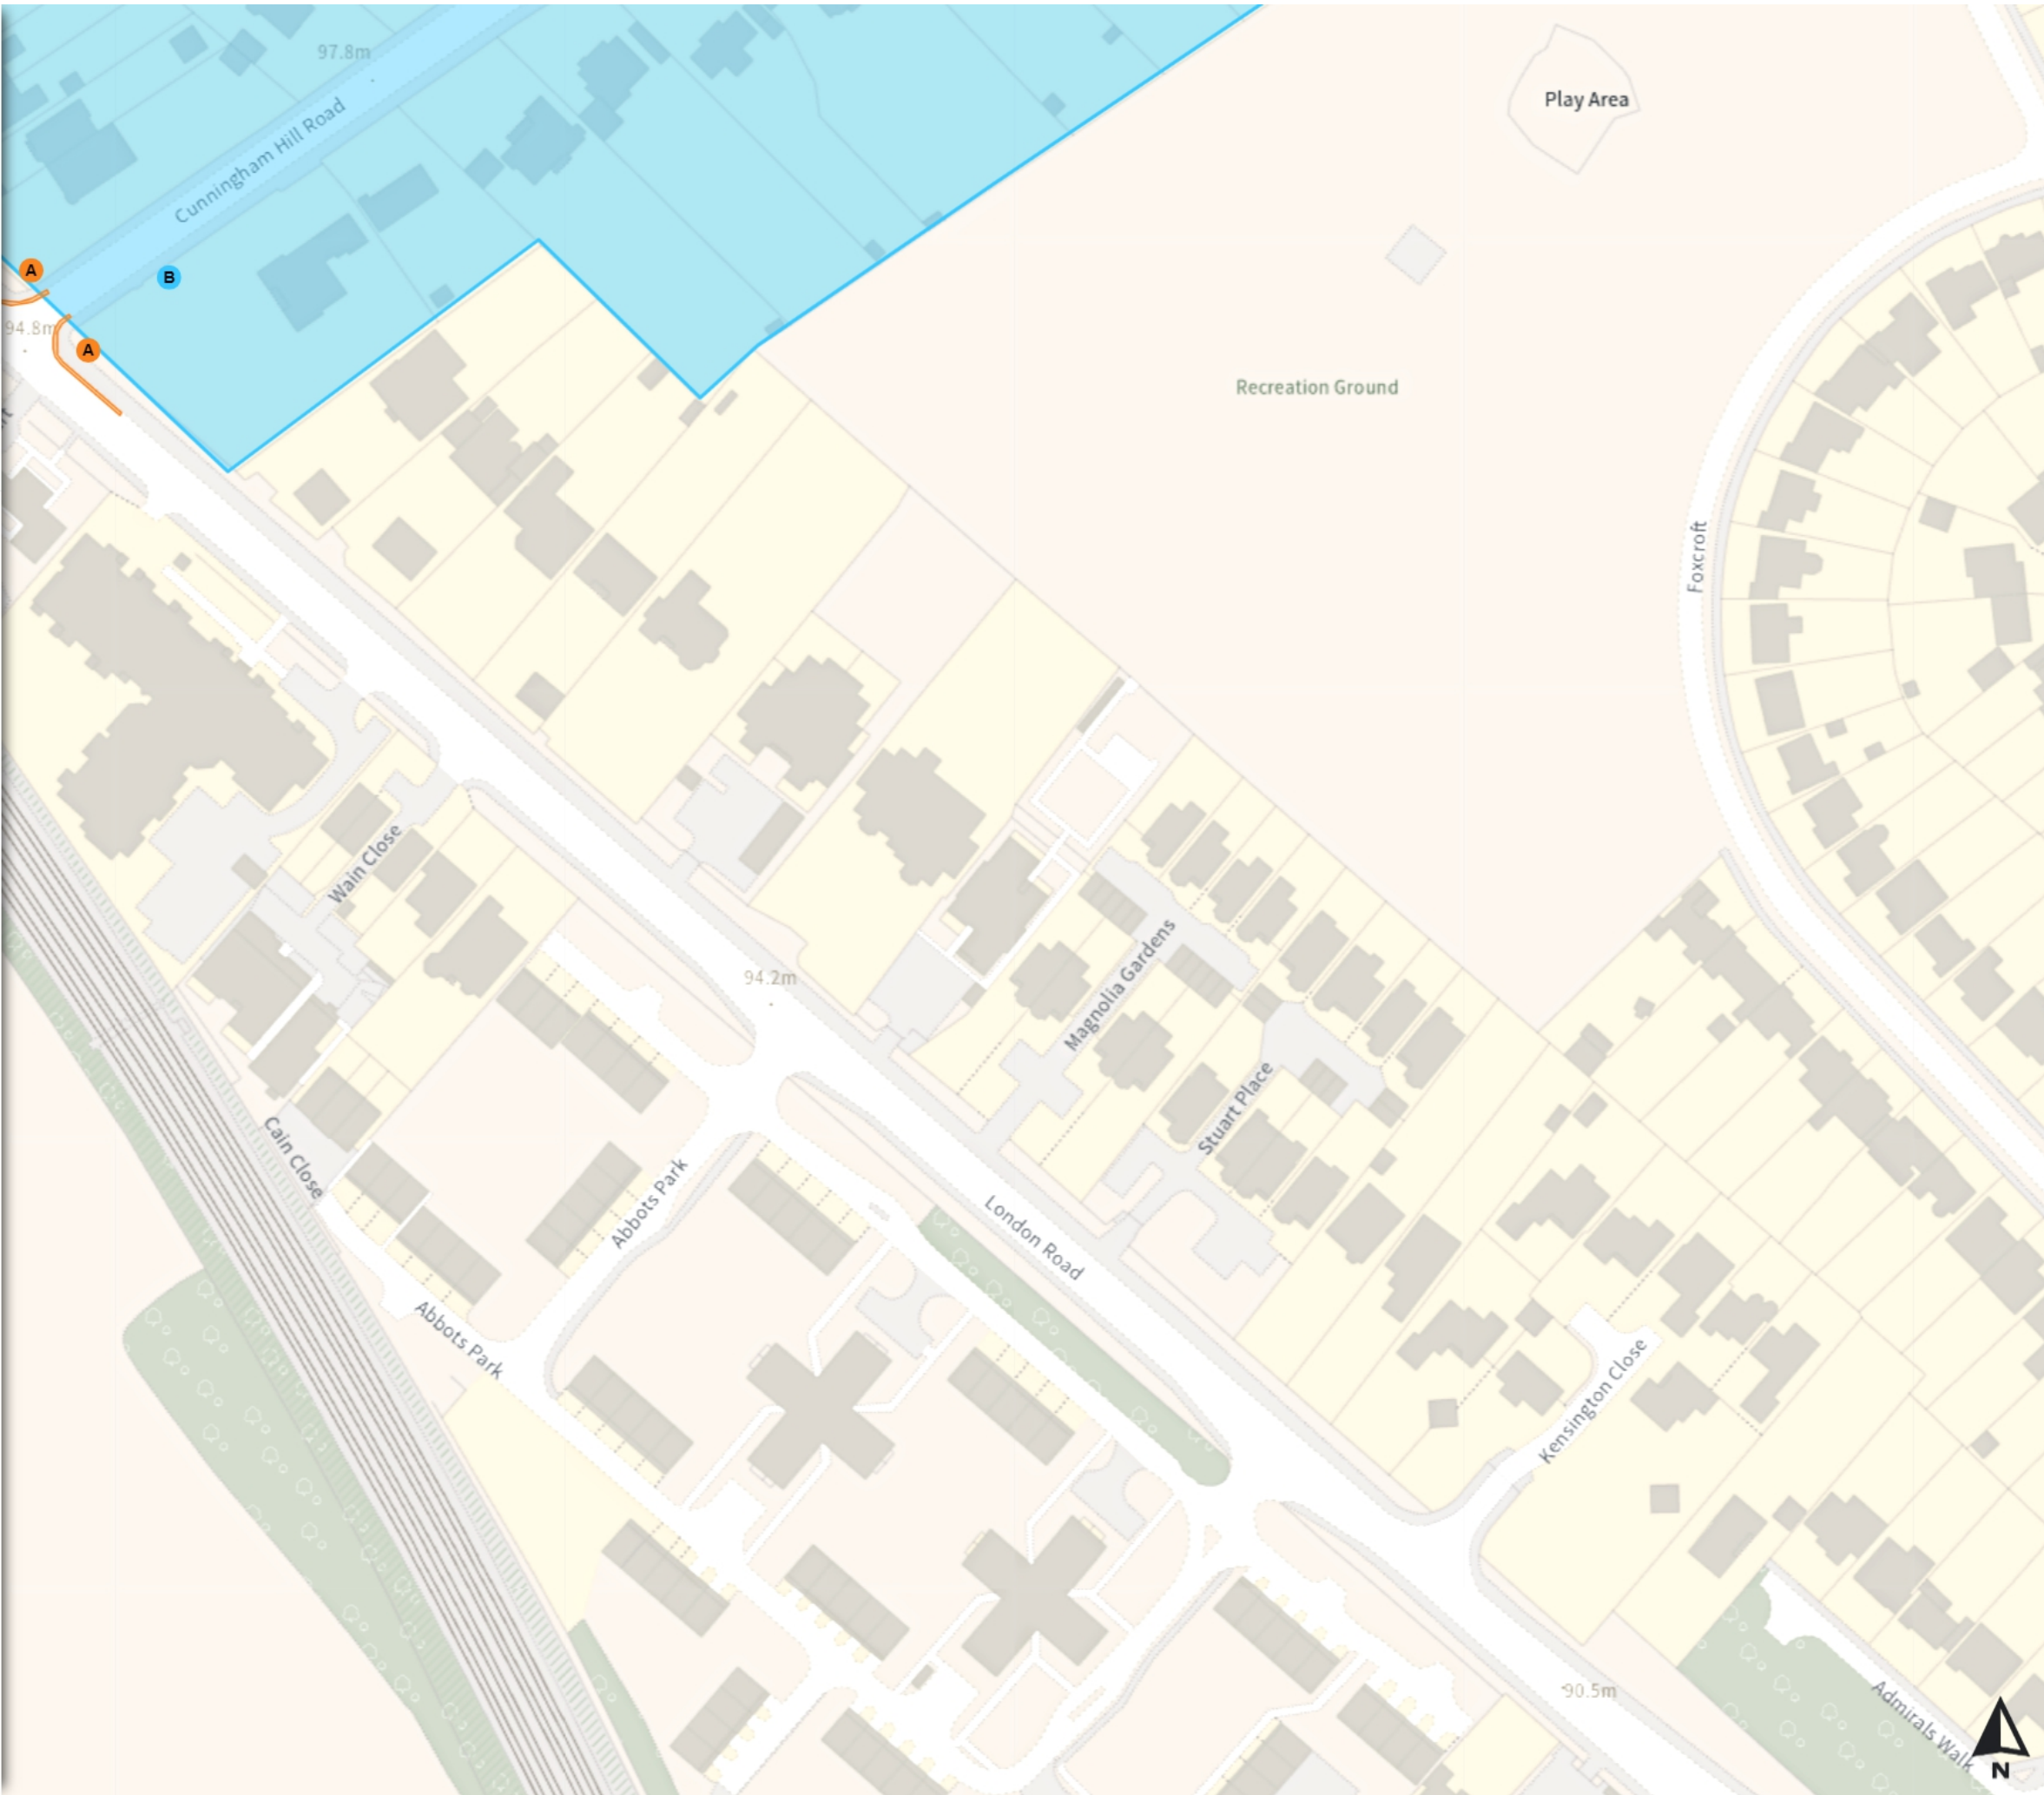 97.8m
Play Area
Cunningham Hill Road
A
B
94.8m
A
Recreation Ground
Foxcroft
Wain Close
94.2m
Magnolia Gardens
Stuart Place
Cain Close
Abbots Park
London Road
Abbots Park
Kensington Close
90.5m
Admirals Walk
N